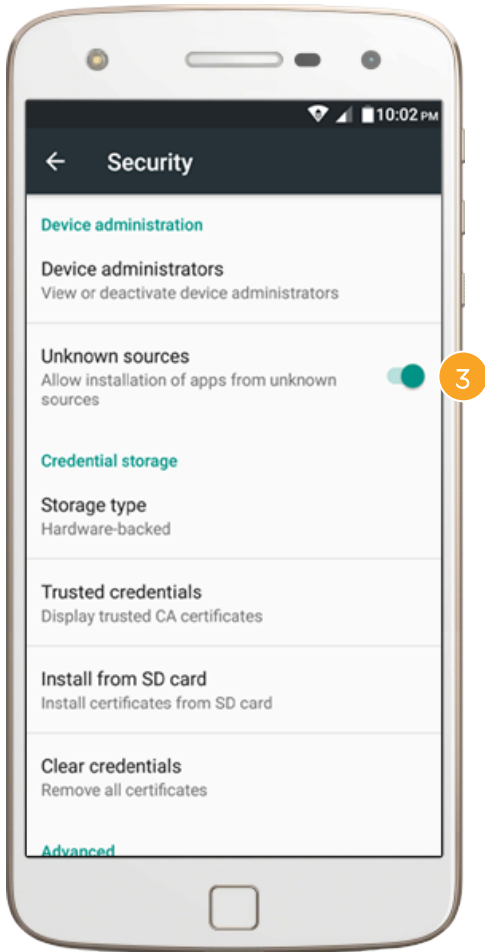 10:02 PM
Security
Device administration
Device administrators
View or deactivate device administrators
Unknown sources
Allow installation of apps from unknown
sources
3
Credential storage
Storage type
Hardware-backed
Trusted credentials
Display trusted CA certificates
Install from SD card
Install certificates from SD card
Clear credentials
Remove all certificates
Advanced